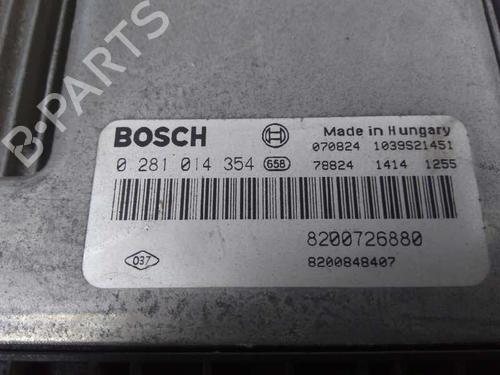 B-PARTS
BOSCH
Made in Hungary
070824 1039S21451
0 281 014 354 658 78824 1414 1255
8200726880
037
8200848407